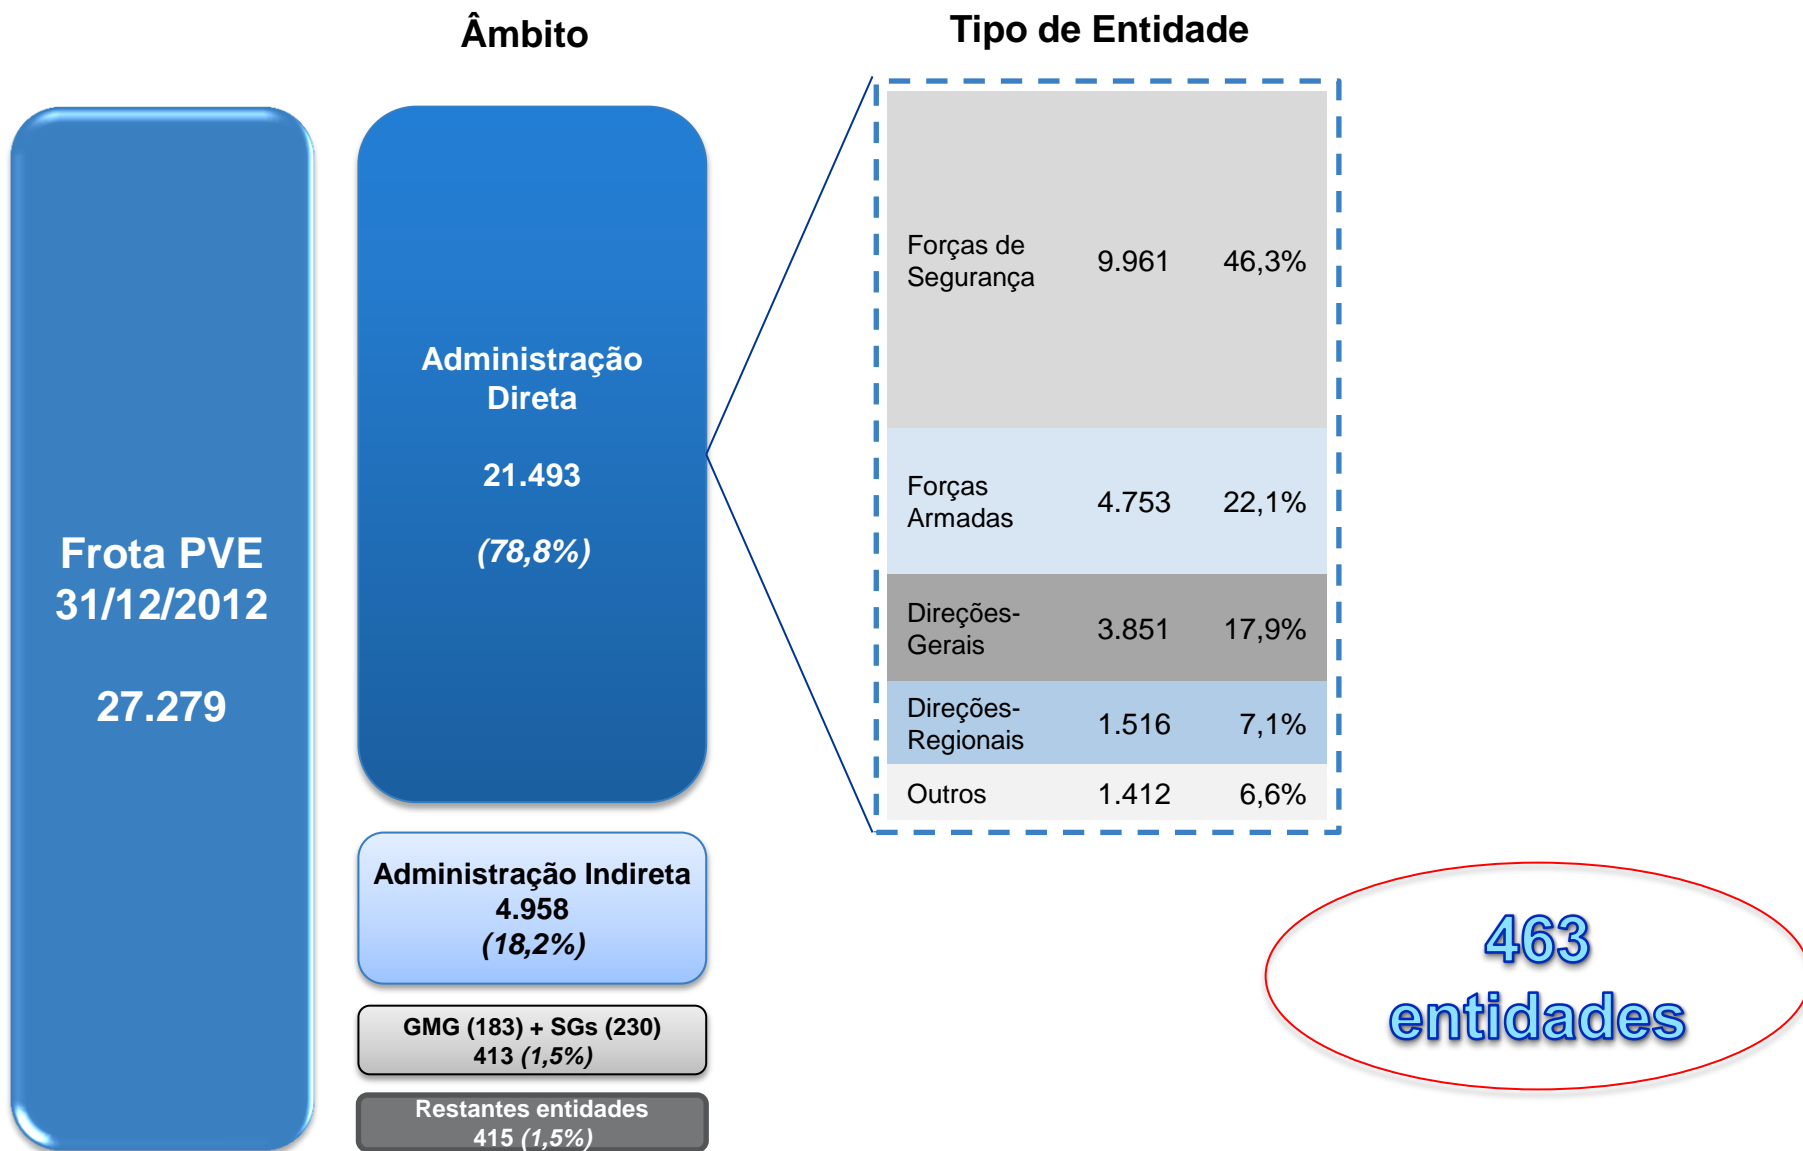 Âmbito
Tipo de Entidade
Frota PVE
31/12/2012
27.279
Administração
Direta
21.493
(78,8%)
Administração Indireta
4.958
(18,2%)
GMG (183) + SGs (230)
413 (1,5%)
Restantes entidades
415 (1,5%)
Forças de
Segurança
9.961
46,3%
Forças
Armadas
4.753
22,1%
Direções-
Gerais
3.851
17,9%
Direções-
Regionais
1.516
7,1%
Outros
1.412
6,6%
463
entidades